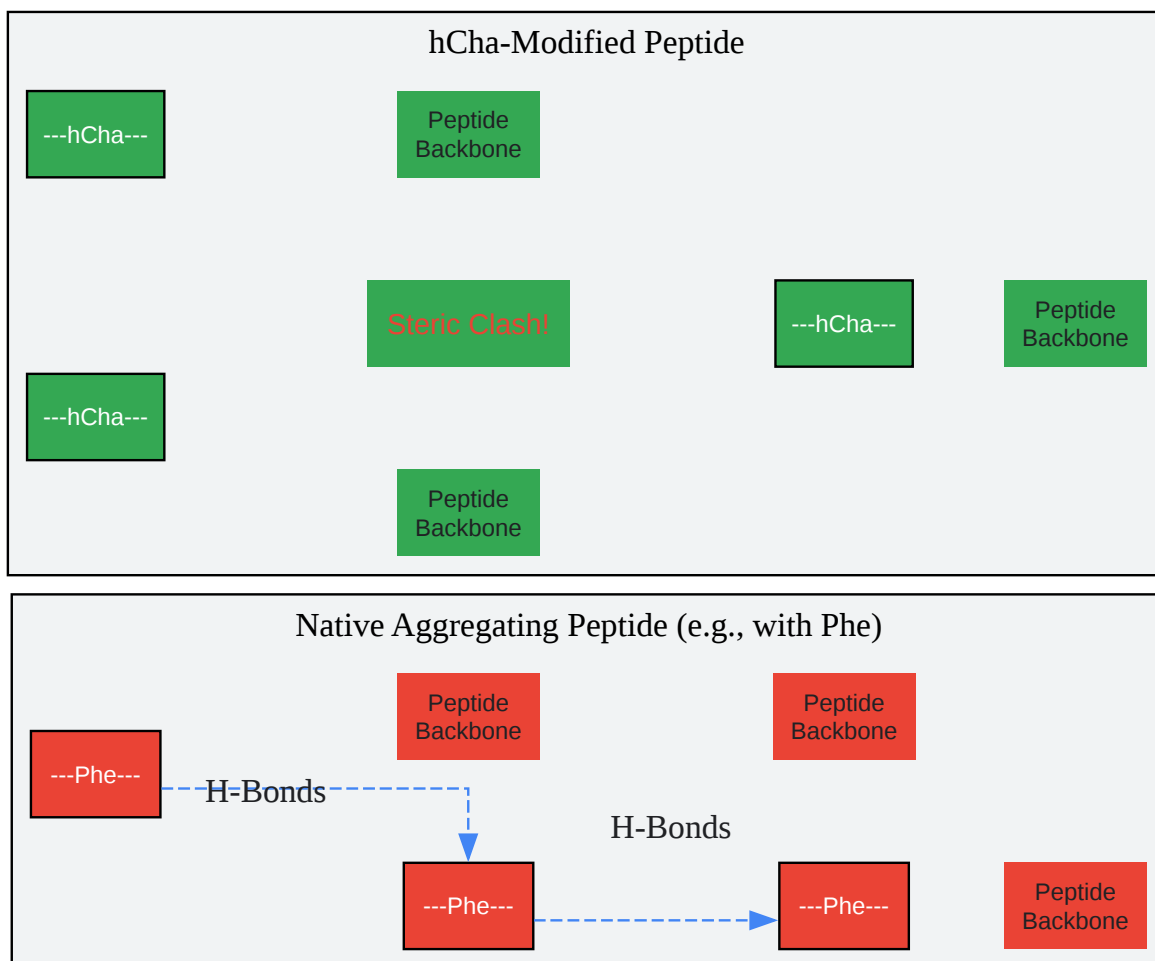 hCha-Modified Peptide
---hCha---
Peptide
Backbone
Steric Clash!
---hCha---
Peptide
Backbone
---hCha---
Peptide
Backbone
Native Aggregating Peptide (e.g., with Phe)
Peptide
Backbone
Peptide
Backbone
---Phe---
H-Bonds
H-Bonds
---Phe---
---Phe---
Peptide
Backbone